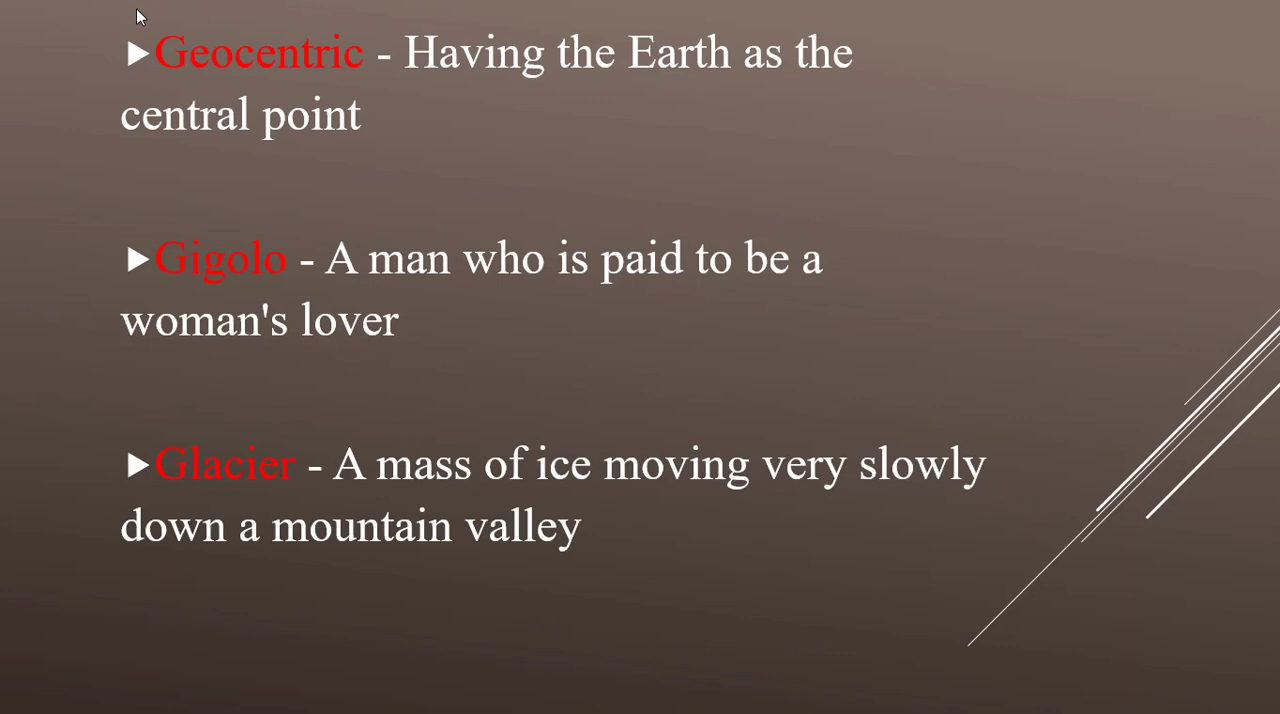 Geocentric - Having the Earth as the
central point
Gigolo - A man who is paid to be a
woman's lover
Glacier - A mass of ice moving very slowly
down a mountain valley